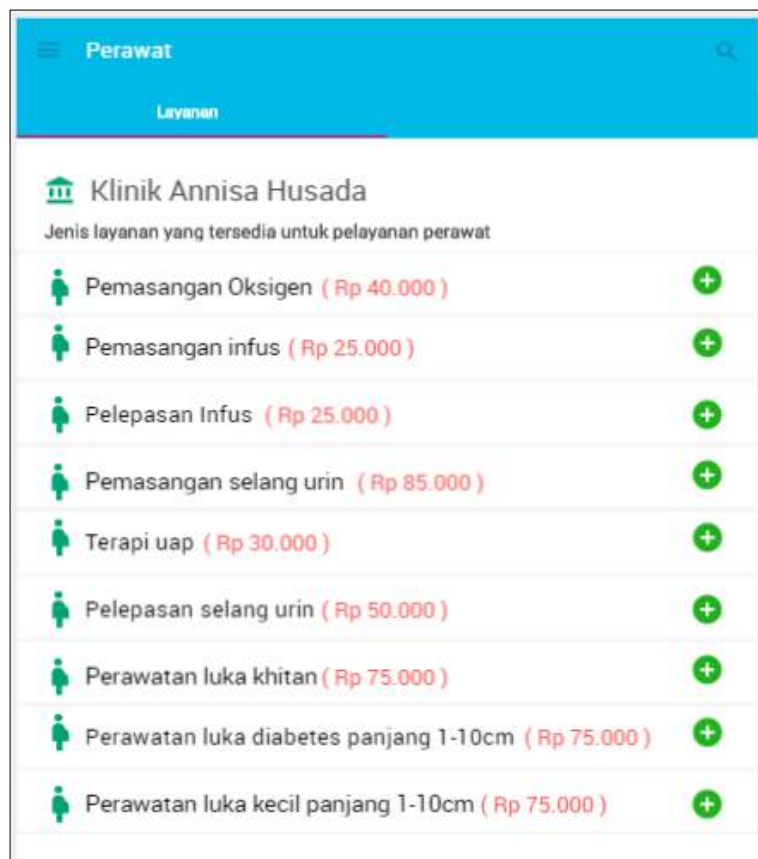 Perawat
Layanan
Klinik Annisa Husada
Jenis layanan yang tersedia untuk pelayanan perawat
Pemasangan Oksigen ( Rp 40.000 )
Pemasangan infus ( Rp 25.000 )
Pelepasan Infus ( Rp 25.000 )
Pemasangan selang urin ( Rp 85.000 )
Terapi uap ( Rp 30.000 )
Pelepasan selang urin ( Rp 50.000 )
Perawatan luka khitan ( Rp 75.000 )
Perawatan luka diabetes panjang 1-10cm ( Rp 75.000 )
Perawatan luka kecil panjang 1-10cm ( Rp 75.000 )